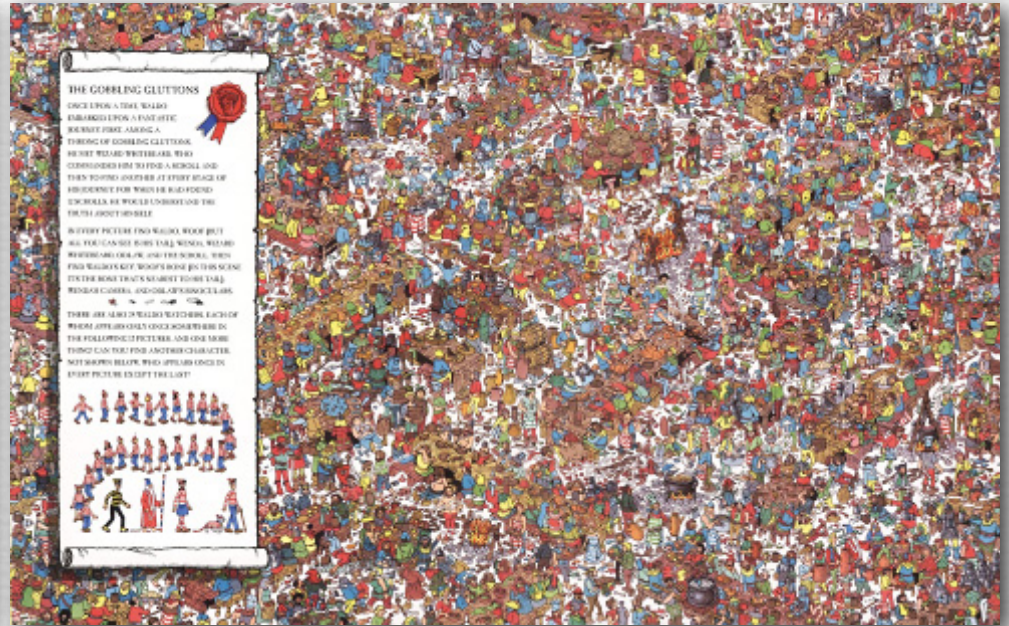 THE GOBBLING GLUTTONS
ONCE UPON A TIME, WALDO
EMBARKED UPON A FANTASTIC
JOURNEY. FIRST, AMONG A
THRONG OF GOBBLING GLUTTONS,
HE MET WIZARD WHITEBEARD, WHO
COMMANDED HIM TO FIND A SCROLL AND
THEN TO FIND ANOTHER AT EVERY STAGE OF
HIS JOURNEY. FOR WHEN HE HAD FOUND
12 SCROLLS, HE WOULD UNDERSTAND THE
TRUTH ABOUT HIMSELF.
IN EVERY PICTURE FIND WALDO, WOOF (BUT
ALL YOU CAN SEE IS HIS TAIL), WENDA, WIZARD
WHITEBEARD, ODLAW, AND THE SCROLL. THEN
FIND WALDO'S KEY, WOOF'S BONE (IN THIS SCENE
IT'S THE BONE THAT'S NEAREST TO HIS TAIL),
WENDA'S CAMERA, AND ODLAW'S BINOCULARS.
THERE ARE ALSO 25 WALDO-WATCHERS, EACH OF
WHOM APPEARS ONLY ONCE SOMEWHERE IN
THE FOLLOWING 12 PICTURES. AND ONE MORE
THING! CAN YOU FIND ANOTHER CHARACTER,
NOT SHOWN BELOW, WHO APPEARS ONCE IN
EVERY PICTURE EXCEPT THE LAST?